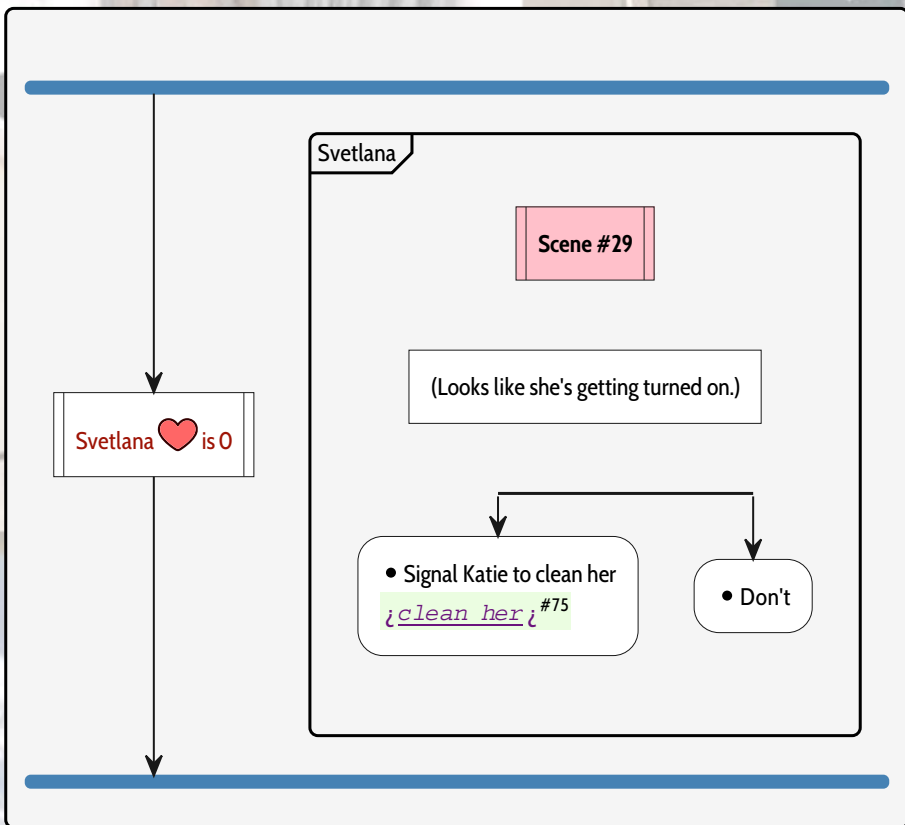 Svetlana
Scene #29
(Looks like she's getting turned on.)
Svetlana ❤ is 0
• Signal Katie to clean her
¿clean her¿#75
• Don't